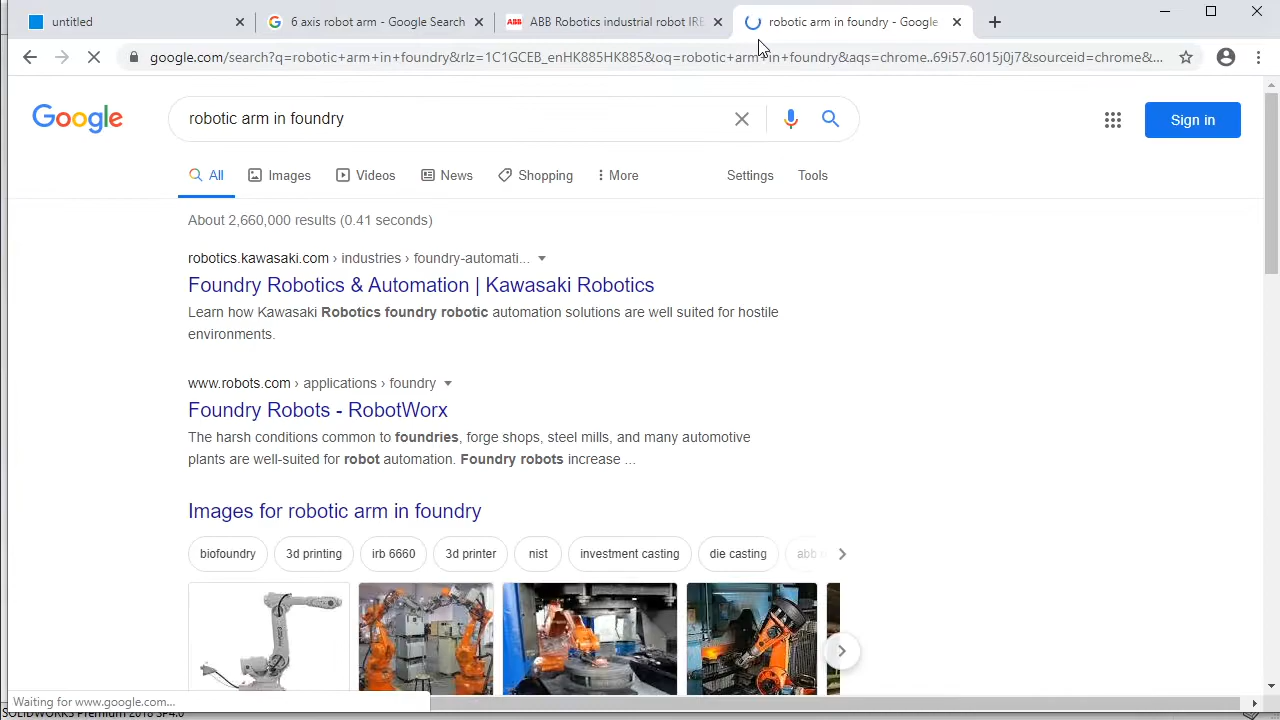 untitled
6 axis robot arm - Google Search
ABB Robotics industrial robot IRE
robotic arm in foundry - Google
google.com/search?q=robotic+arm+in+foundry&rlz=1C1GCEB_enHK885HK885&oq=robotic+arm+in+foundry&aqs=chrome..69i57.6015j0j7&sourceid=chrome&...
Google
robotic arm in foundry
Sign in
All
Images
Videos
News
Shopping
More
Settings
Tools
About 2,660,000 results (0.41 seconds)
robotics.kawasaki.com › industries › foundry-automati...
Foundry Robotics & Automation | Kawasaki Robotics
Learn how Kawasaki Robotics foundry robotic automation solutions are well suited for hostile
environments.
www.robots.com › applications › foundry
Foundry Robots - RobotWorx
The harsh conditions common to foundries, forge shops, steel mills, and many automotive
plants are well-suited for robot automation. Foundry robots increase ...
Images for robotic arm in foundry
biofoundry
3d printing
irb 6660
3d printer
nist
investment casting
die casting
abb
Waiting for www.google.com...
SOLIDWORKS Premium 2018 SP4.0